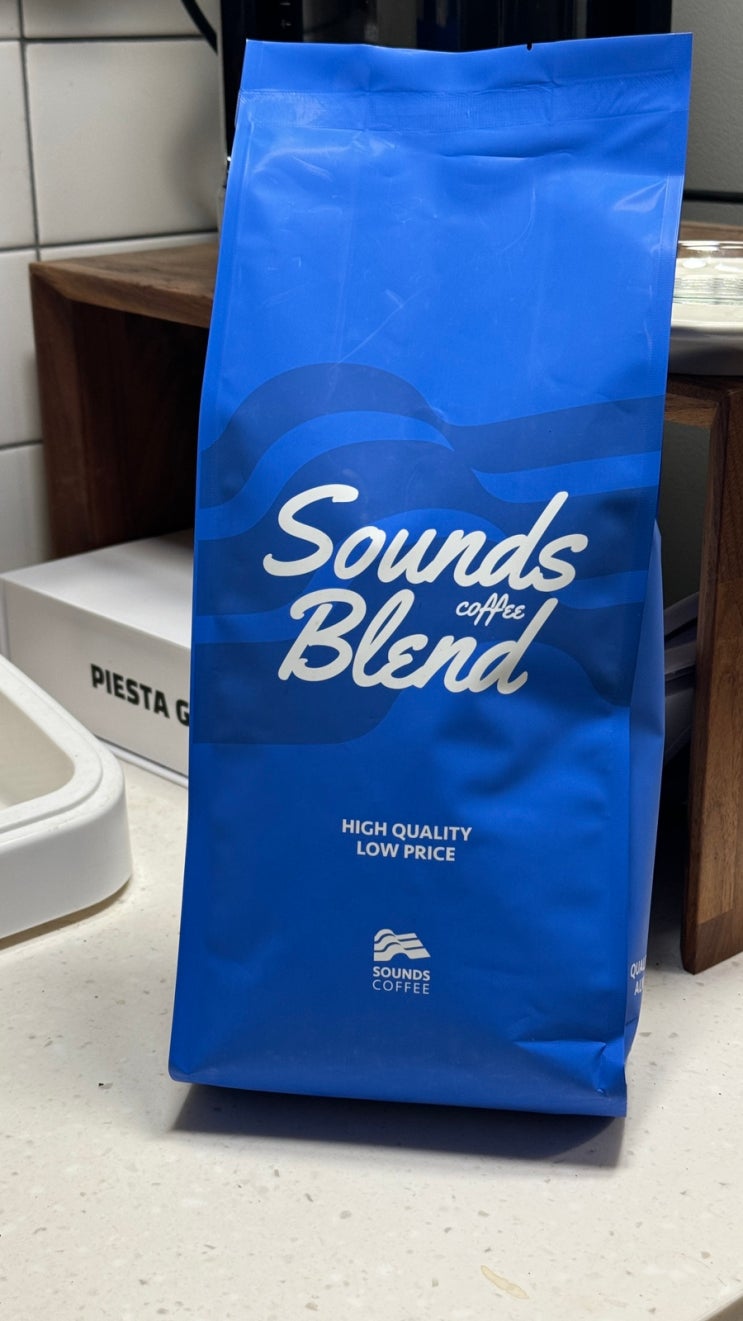 Sounds
coffee
Blend
HIGH QUALITY
LOW PRICE
SOUNDS
COFFEE
PIESTA